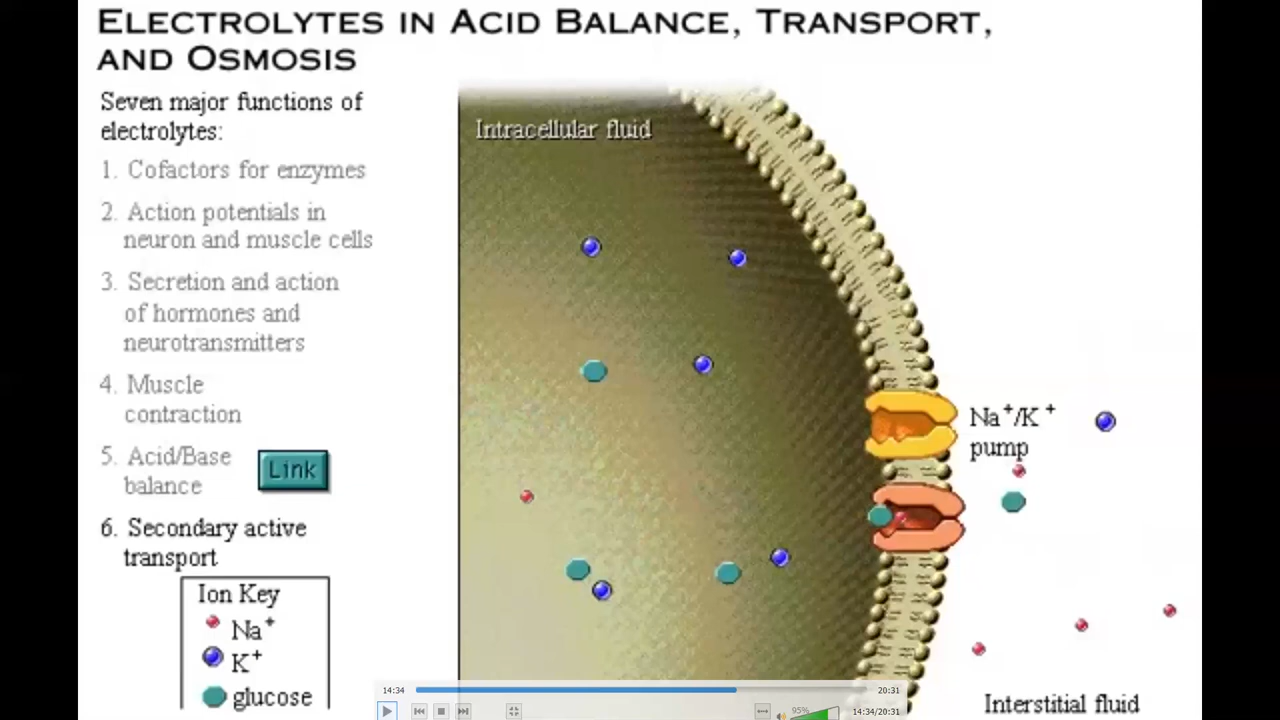 ELECTROLYTES IN ACID BALANCE, TRANSPORT,
AND OSMOSIS
Seven major functions of
electrolytes:
1. Cofactors for enzymes
2. Action potentials in
neuron and muscle cells
3. Secretion and action
of hormones and
neurotransmitters
4. Muscle
contraction
5. Acid/Base
balance
Link
6. Secondary active
transport
Ion Key
Na⁺
K⁺
glucose
Intracellular fluid
Na⁺/K⁺
pump
Interstitial fluid
14:34
20:31
95%
14:34/20:31